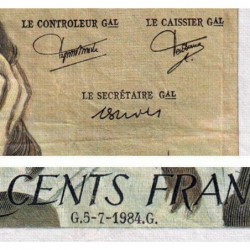 LE CONTROLEUR GAL LE CAISSIER GAL
LE SECRÉTAIRE GAL
CENTS FRAN
G.5-7-1984.G.